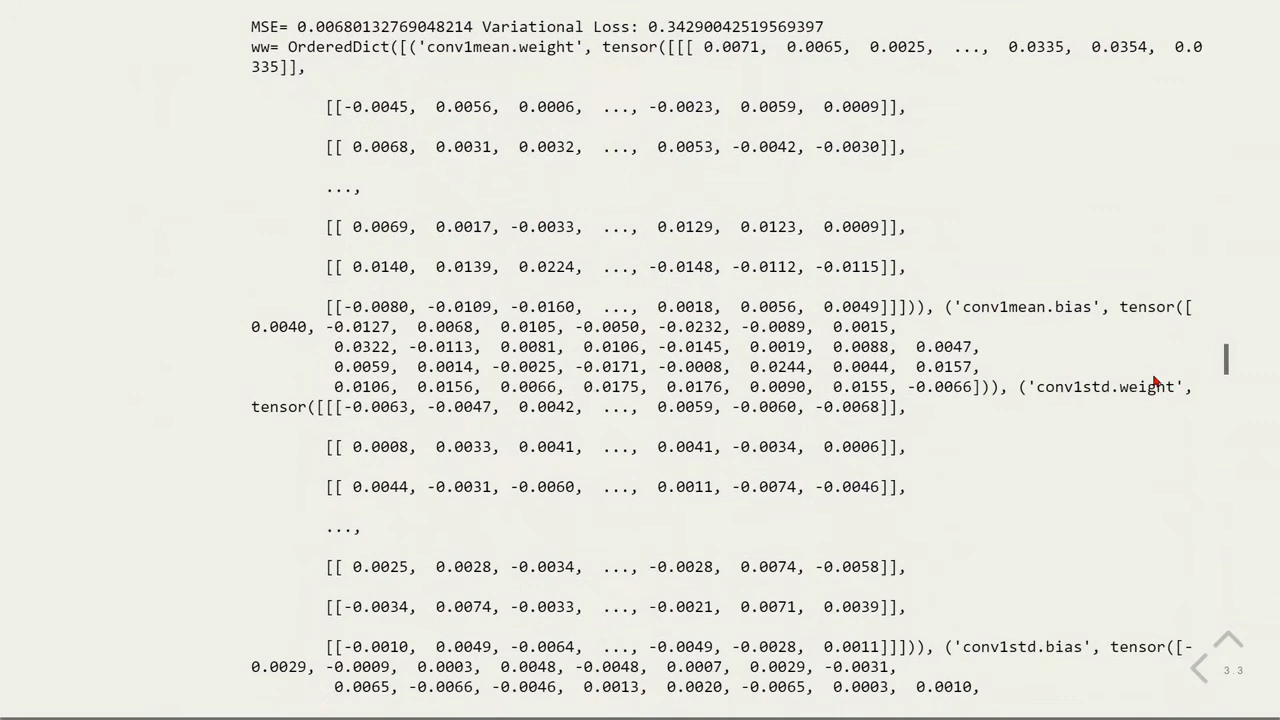 MSE= 0.00680132769048214 Variational Loss: 0.34290042519569397
ww= OrderedDict([('conv1mean.weight', tensor([[[ 0.0071,  0.0065,  0.0025,  ...,  0.0335,  0.0354,  0.0
335]],
[[-0.0045,  0.0056,  0.0006,  ..., -0.0023,  0.0059,  0.0009]],
[[ 0.0068,  0.0031,  0.0032,  ...,  0.0053, -0.0042, -0.0030]],
...,
[[ 0.0069,  0.0017, -0.0033,  ...,  0.0129,  0.0123,  0.0009]],
[[ 0.0140,  0.0139,  0.0224,  ..., -0.0148, -0.0112, -0.0115]],
[[-0.0080, -0.0109, -0.0160,  ...,  0.0018,  0.0056,  0.0049]]])), ('conv1mean.bias', tensor([
0.0040, -0.0127,  0.0068,  0.0105, -0.0050, -0.0232, -0.0089,  0.0015,
0.0322, -0.0113,  0.0081,  0.0106, -0.0145,  0.0019,  0.0088,  0.0047,
0.0059,  0.0014, -0.0025, -0.0171, -0.0008,  0.0244,  0.0044,  0.0157,
0.0106,  0.0156,  0.0066,  0.0175,  0.0176,  0.0090,  0.0155, -0.0066])), ('conv1std.weight',
tensor([[[-0.0063, -0.0047,  0.0042,  ...,  0.0059, -0.0060, -0.0068]],
[[ 0.0008,  0.0033,  0.0041,  ...,  0.0041, -0.0034,  0.0006]],
[[ 0.0044, -0.0031, -0.0060,  ...,  0.0011, -0.0074, -0.0046]],
...,
[[ 0.0025,  0.0028, -0.0034,  ..., -0.0028,  0.0074, -0.0058]],
[[-0.0034,  0.0074, -0.0033,  ..., -0.0021,  0.0071,  0.0039]],
[[-0.0010,  0.0049, -0.0064,  ..., -0.0049, -0.0028,  0.0011]]])), ('conv1std.bias', tensor([-
0.0029, -0.0009,  0.0003,  0.0048, -0.0048,  0.0007,  0.0029, -0.0031,
0.0065, -0.0066, -0.0046,  0.0013,  0.0020, -0.0065,  0.0003,  0.0010,
3.3